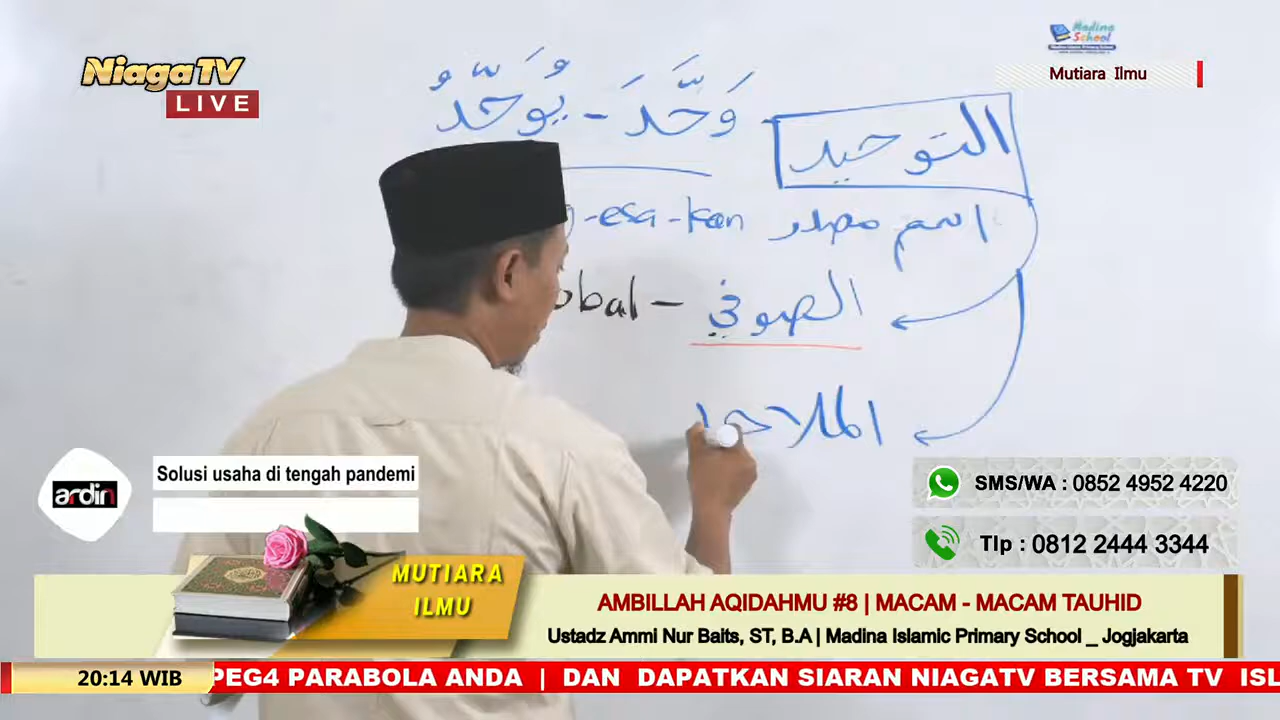 NiagaTV
LIVE
Madina
School
Mutiara Ilmu
وَحَّدَ - يُوَحِّدُ
التوحيد
اسم مصدر
-esa-kan
الصوفي
obal -
الملاحد
ardin
Solusi usaha di tengah pandemi
SMS/WA : 0852 4952 4220
Tlp : 0812 2444 3344
MUTIARA
ILMU
AMBILLAH AQIDAHMU #8 | MACAM - MACAM TAUHID
Ustadz Ammi Nur Baits, ST, B.A | Madina Islamic Primary School _ Jogjakarta
20:14 WIB
PEG4 PARABOLA ANDA | DAN DAPATKAN SIARAN NIAGATV BERSAMA TV ISL